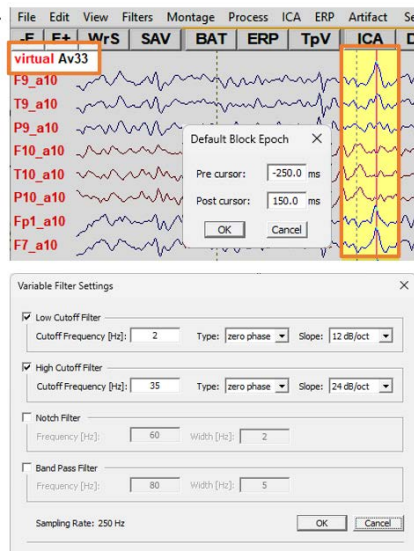 File Edit View Filters Montage Process ICA ERP Artifact Se
-F F+ WrS SAV BAT ERP TpV ICA D
virtual Av33
F9_a10
T9_a10
P9_a10
F10_a10
T10_a10
P10_a10
Fp1_a10
F7_a10
Default Block Epoch
Pre cursor: -250.0 ms
Post cursor: 150.0 ms
OK Cancel
Variable Filter Settings
Low Cutoff Filter
Cutoff Frequency [Hz]: 2 Type: zero phase Slope: 12 dB/oct
High Cutoff Filter
Cutoff Frequency [Hz]: 35 Type: zero phase Slope: 24 dB/oct
Notch Filter
Frequency [Hz]: 60 Width [Hz]: 2
Band Pass Filter
Frequency [Hz]: 80 Width [Hz]: 5
Sampling Rate: 250 Hz OK Cancel